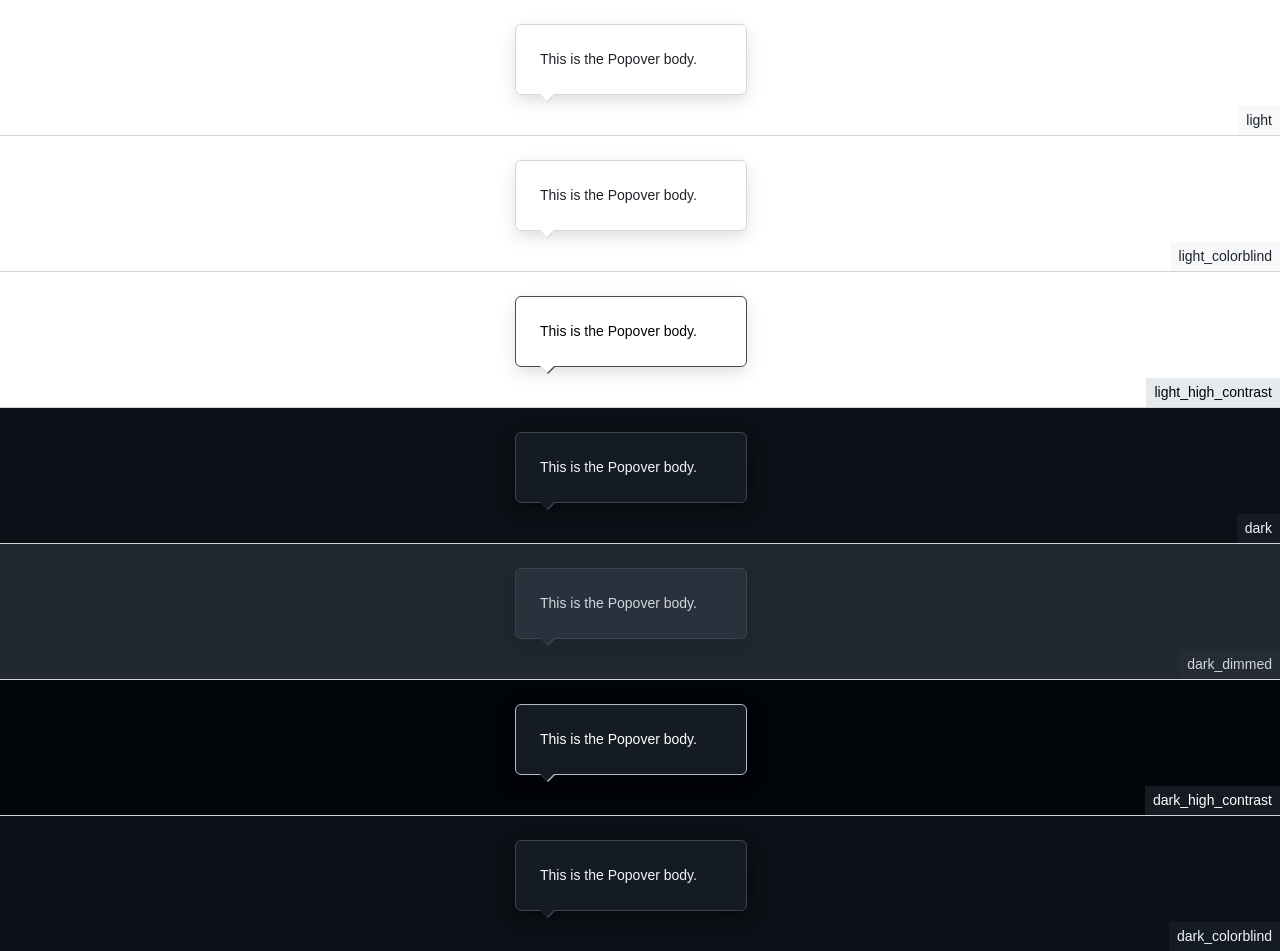 This is the Popover body.
light
This is the Popover body.
light_colorblind
This is the Popover body.
light_high_contrast
This is the Popover body.
dark
This is the Popover body.
dark_dimmed
This is the Popover body.
dark_high_contrast
This is the Popover body.
dark_colorblind